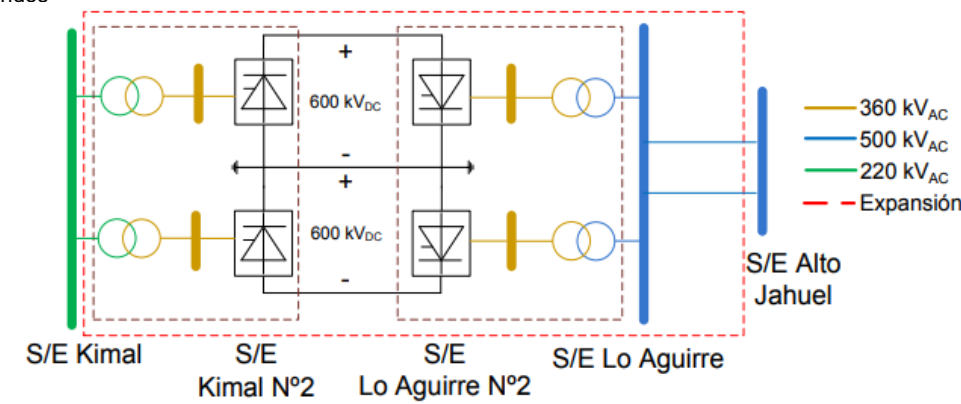 +
600 kVDC
-
+
600 kVDC
-
360 kVAC
500 kVAC
220 kVAC
Expansión
S/E Alto
Jahuel
S/E Kimal
S/E
Kimal Nº2
S/E
Lo Aguirre Nº2
S/E Lo Aguirre